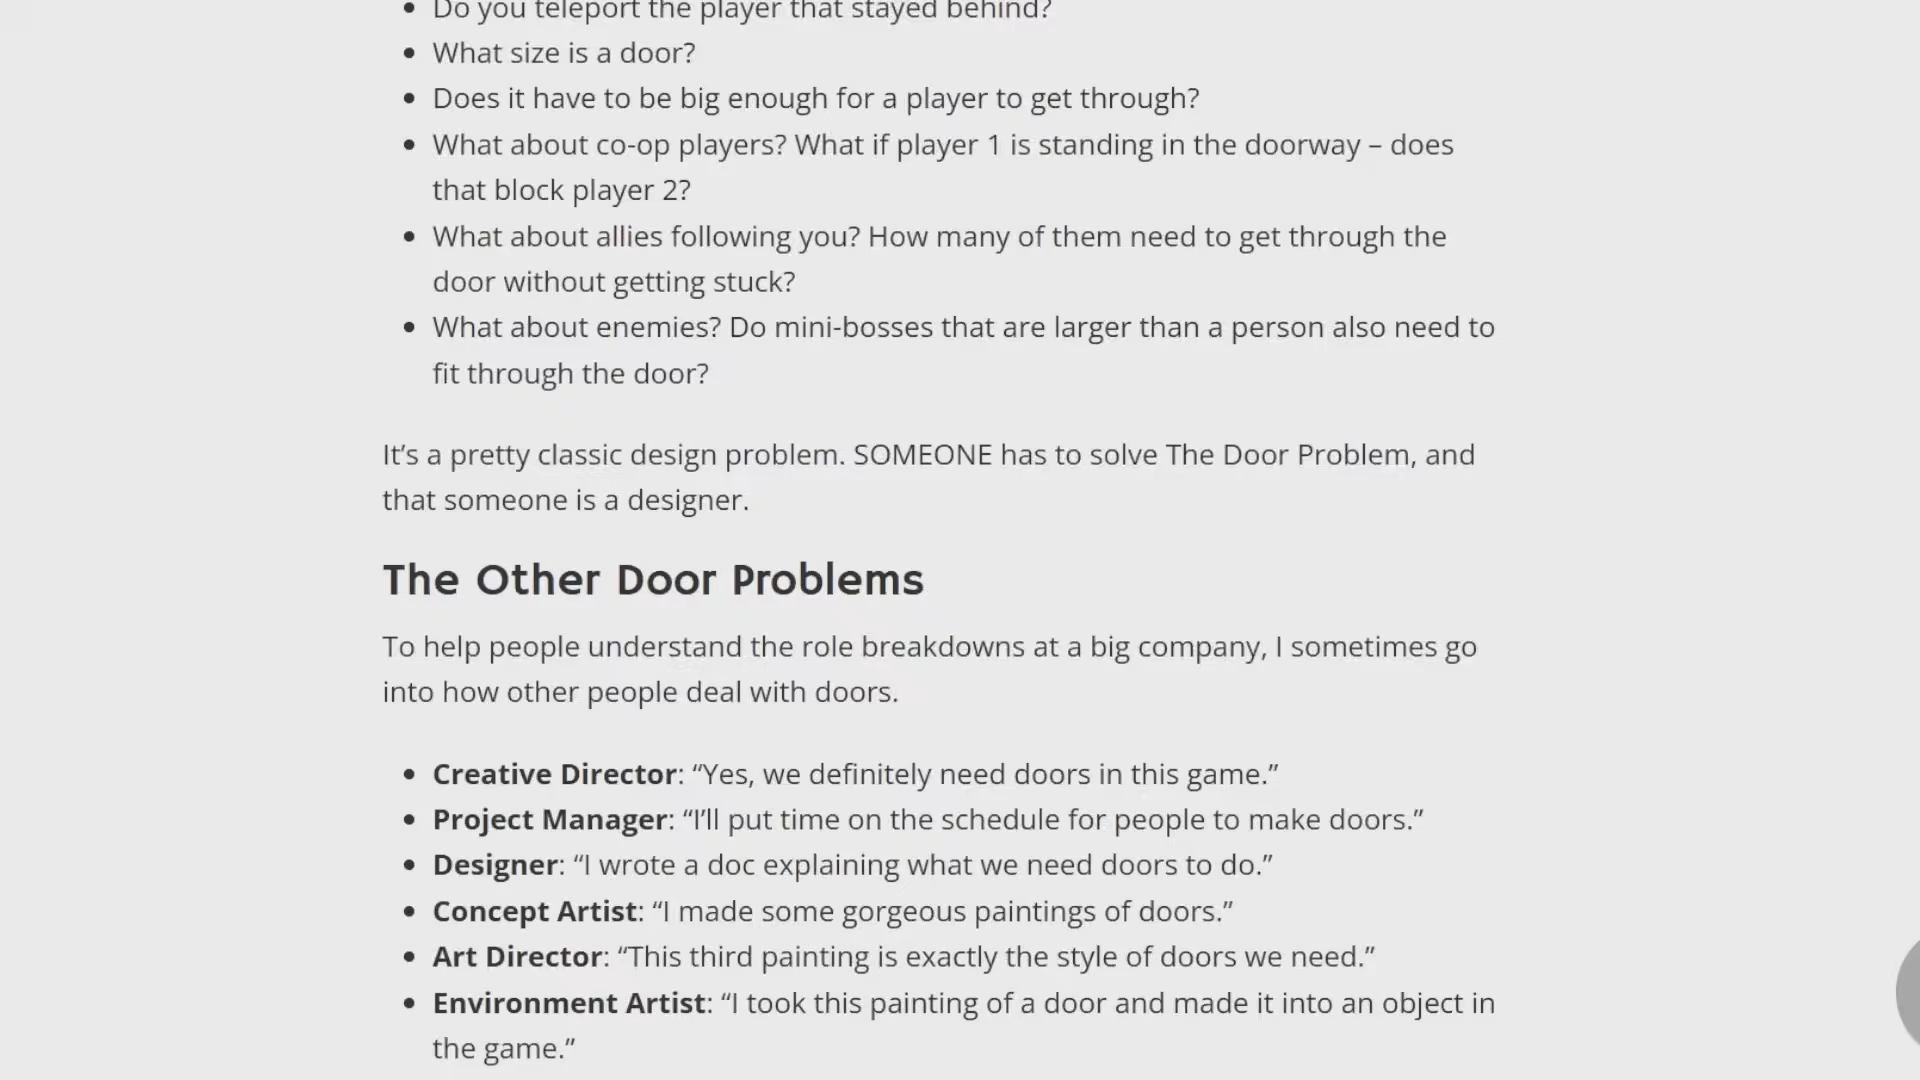 Do you teleport the player that stayed behind?
What size is a door?
Does it have to be big enough for a player to get through?
What about co-op players? What if player 1 is standing in the doorway – does
that block player 2?
What about allies following you? How many of them need to get through the
door without getting stuck?
What about enemies? Do mini-bosses that are larger than a person also need to
fit through the door?
It’s a pretty classic design problem. SOMEONE has to solve The Door Problem, and
that someone is a designer.
The Other Door Problems
To help people understand the role breakdowns at a big company, I sometimes go
into how other people deal with doors.
Creative Director: “Yes, we definitely need doors in this game.”
Project Manager: “I’ll put time on the schedule for people to make doors.”
Designer: “I wrote a doc explaining what we need doors to do.”
Concept Artist: “I made some gorgeous paintings of doors.”
Art Director: “This third painting is exactly the style of doors we need.”
Environment Artist: “I took this painting of a door and made it into an object in
the game.”